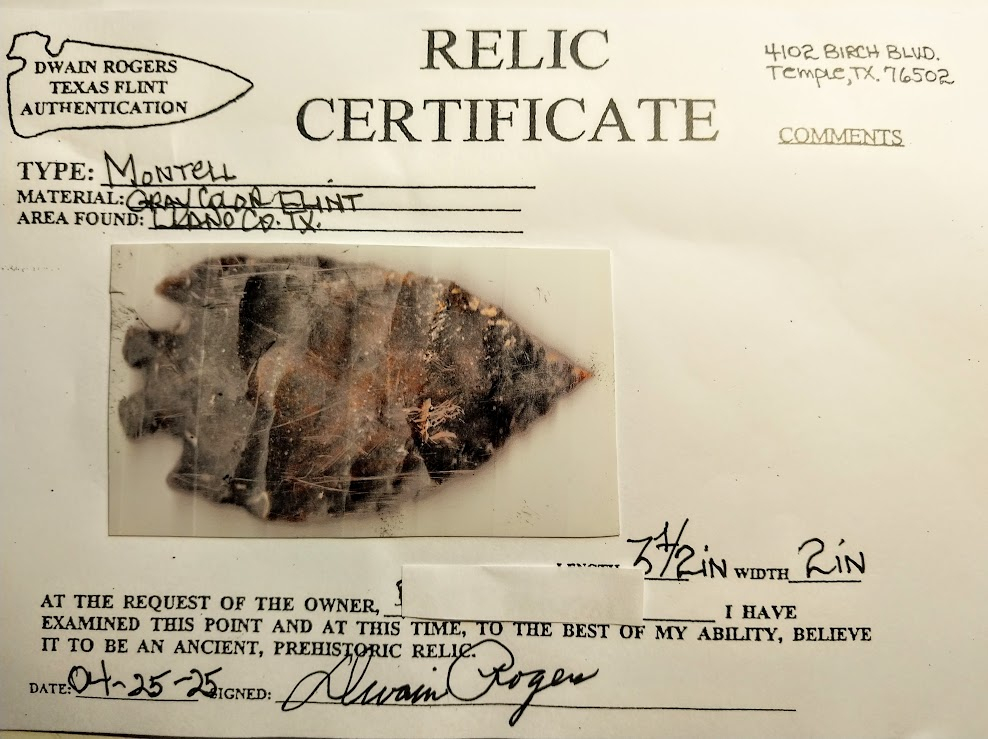 DWAIN ROGERS
TEXAS FLINT
AUTHENTICATION
RELIC
CERTIFICATE
4102 BIRCH BLVD.
Temple, TX. 76502
COMMENTS
TYPE: MONTELL
MATERIAL: GRAY COLOR FLINT
AREA FOUND: LLANO CO. TX.
LENGTH 3 1/2 iN WIDTH 2 iN
AT THE REQUEST OF THE OWNER, I HAVE
EXAMINED THIS POINT AND AT THIS TIME, TO THE BEST OF MY ABILITY, BELIEVE
IT TO BE AN ANCIENT, PREHISTORIC RELIC.
DATE: 04-25-25 SIGNED: Dwain Rogers